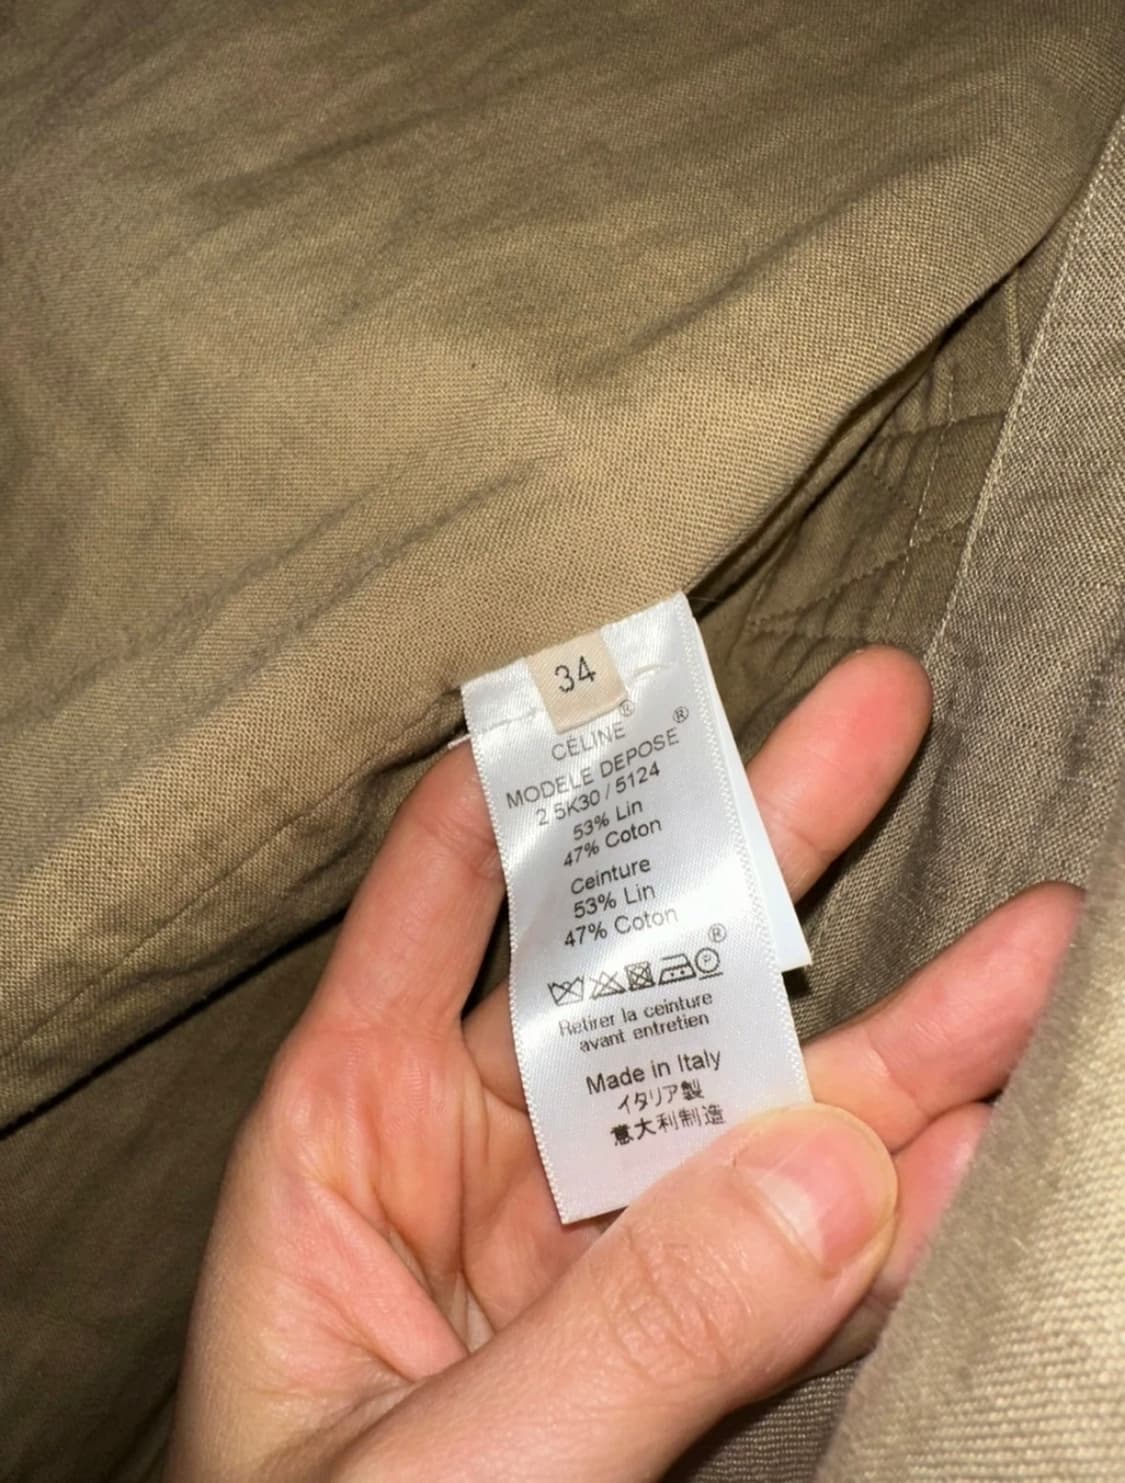 34
CÉLINE®
MODELE DEPOSE®
2 5K30 / 5124
53% Lin
47% Coton
Ceinture
53% Lin
47% Coton
P ®
Retirer la ceinture
avant entretien
Made in Italy
イタリア製
意大利制造